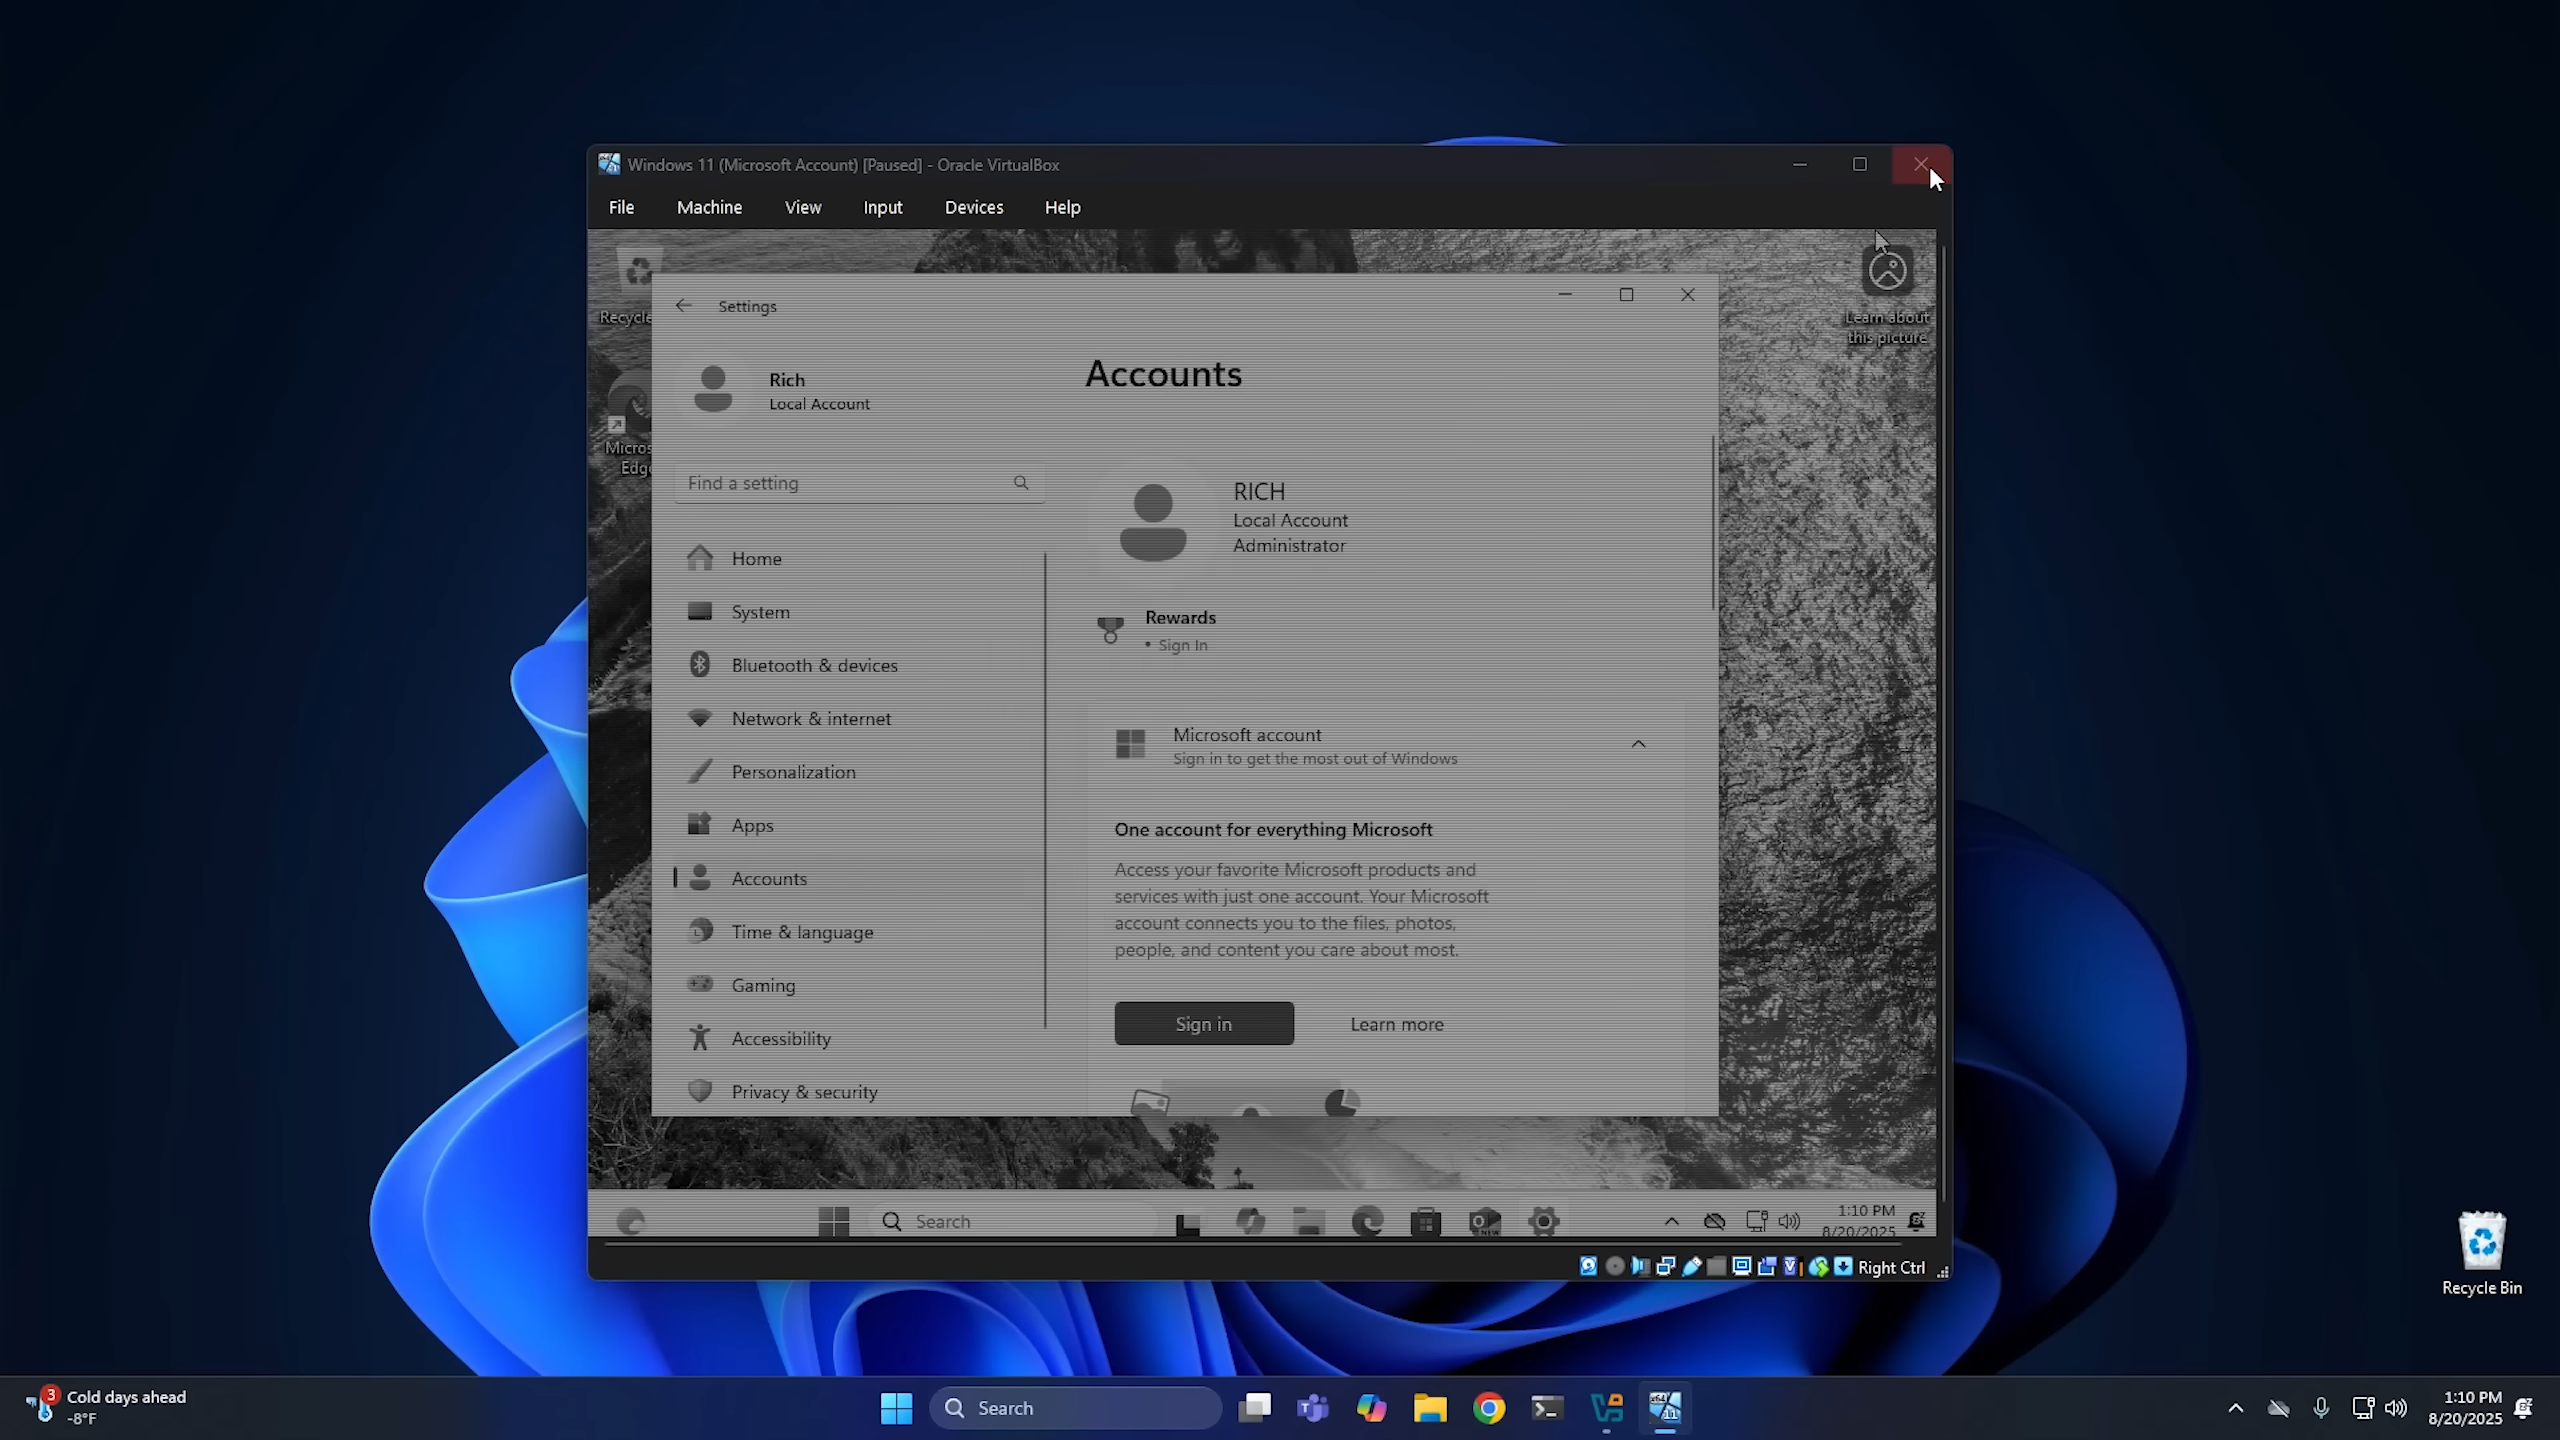 Windows 11 (Microsoft Account) [Paused] - Oracle VirtualBox
File Machine View Input Devices Help
Recycle
Learn about
this picture
Micros
Edge
Settings
Rich
Local Account
Find a setting
Home
System
Bluetooth & devices
Network & internet
Personalization
Apps
Accounts
Time & language
Gaming
Accessibility
Privacy & security
Accounts
RICH
Local Account
Administrator
Rewards
• Sign In
Microsoft account
Sign in to get the most out of Windows
One account for everything Microsoft
Access your favorite Microsoft products and
services with just one account. Your Microsoft
account connects you to the files, photos,
people, and content you care about most.
Sign in
Learn more
Search
1:10 PM
8/20/2025
Right Ctrl
Recycle Bin
3
Cold days ahead
-8°F
Search
1:10 PM
8/20/2025